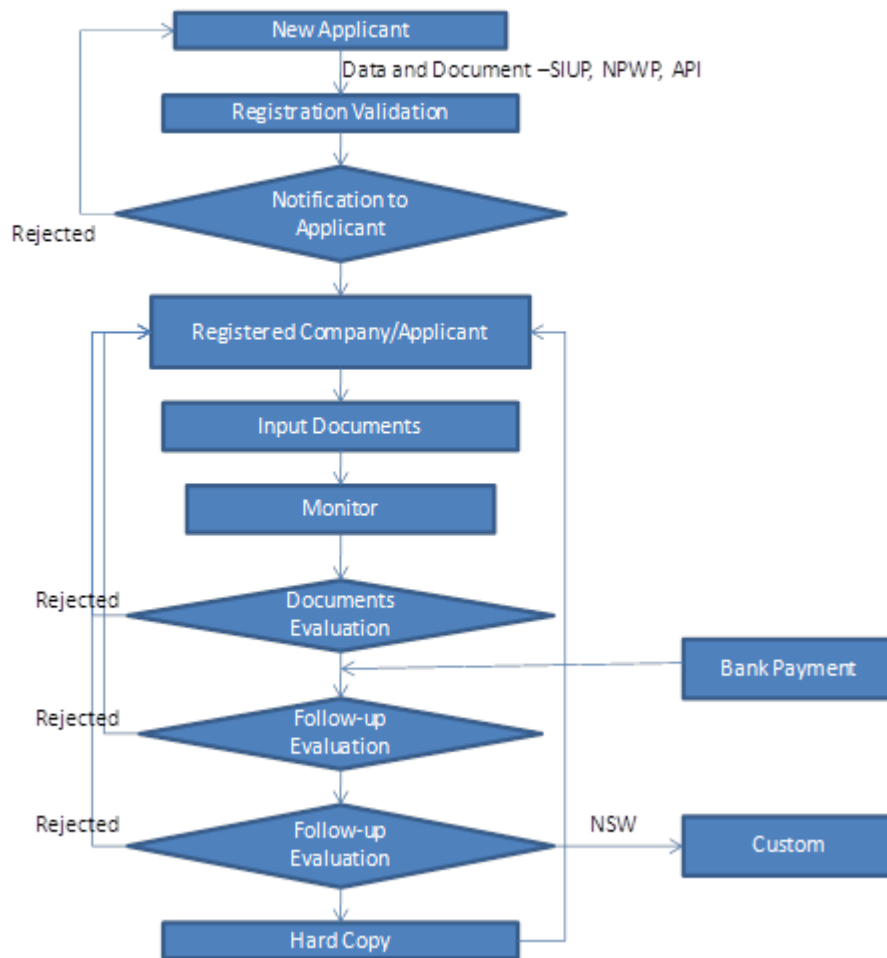 New Applicant
Data and Document –SIUP, NPWP, API
Registration Validation
Notification to
Applicant
Rejected
Registered Company/Applicant
Input Documents
Monitor
Rejected
Documents
Evaluation
Bank Payment
Rejected
Follow-up
Evaluation
Rejected
Follow-up
Evaluation
NSW
Custom
Hard Copy